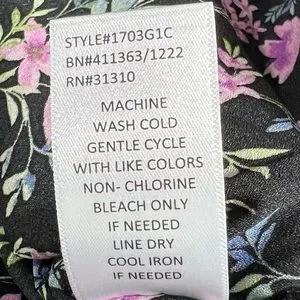 STYLE#1703G1C
BN#411363/1222
RN#31310
MACHINE
WASH COLD
GENTLE CYCLE
WITH LIKE COLORS
NON- CHLORINE
BLEACH ONLY
IF NEEDED
LINE DRY
COOL IRON
IF NEEDED